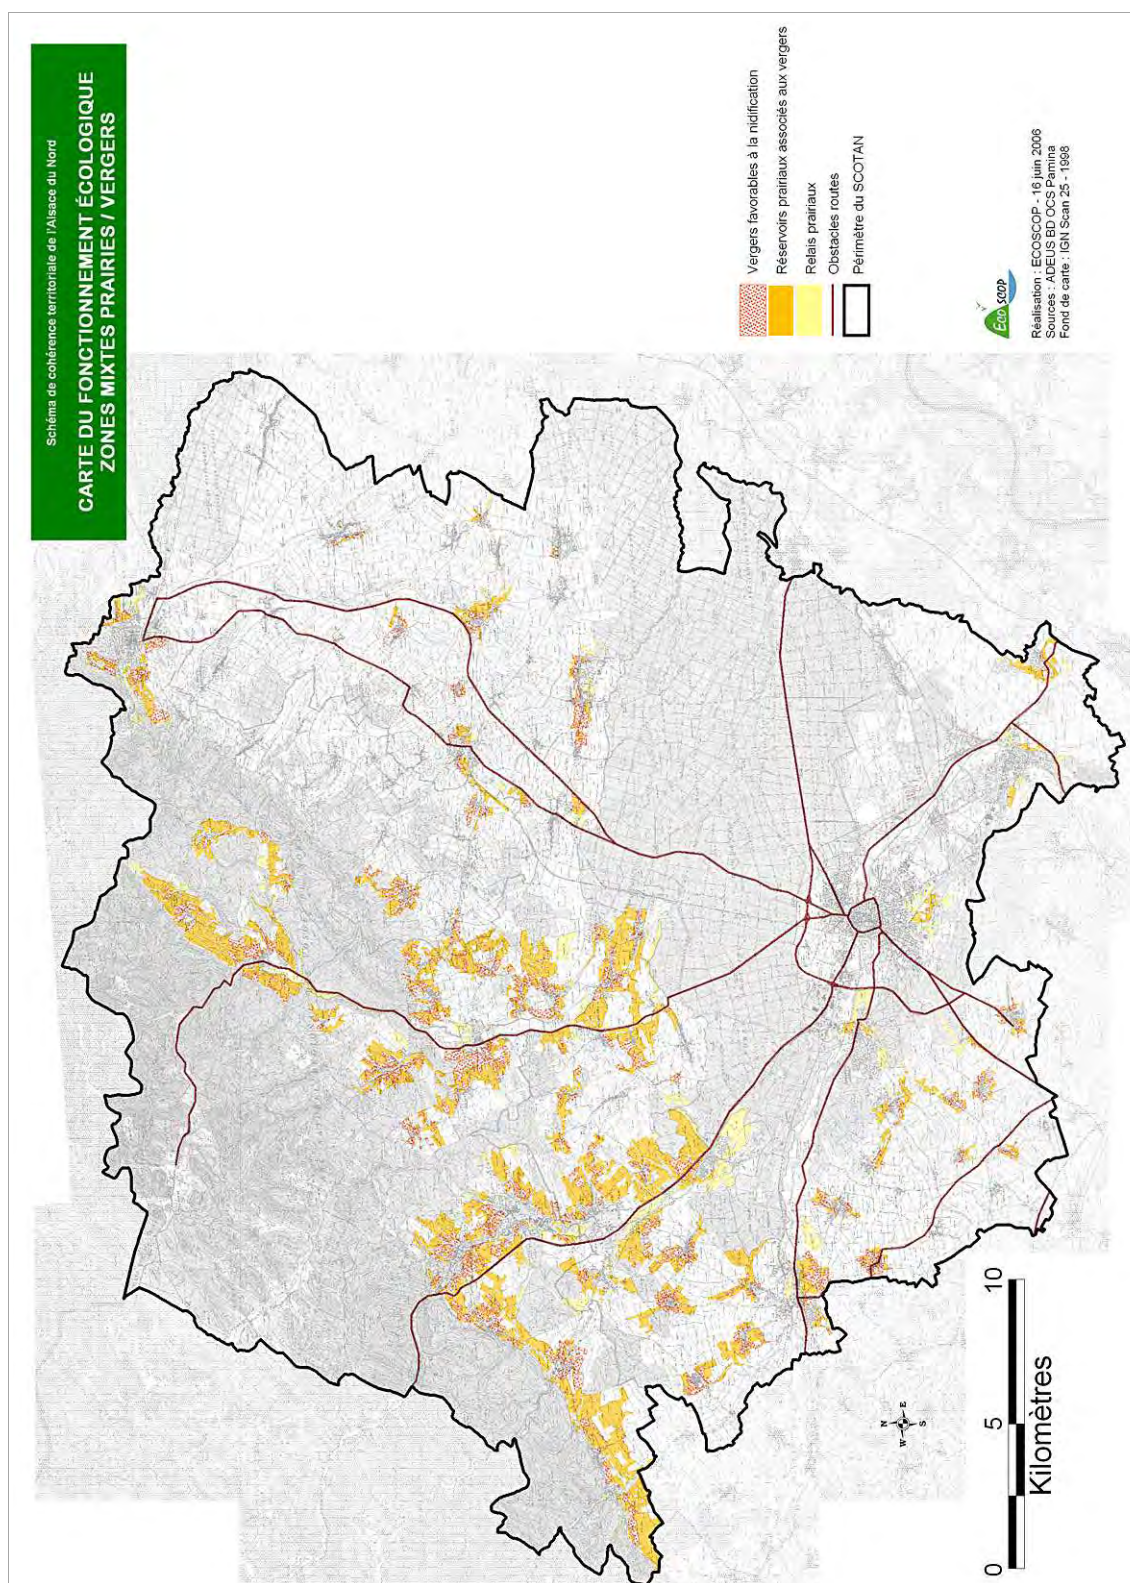 Schéma de cohérence territoriale de l'Alsace du Nord
CARTE DU FONCTIONNEMENT ÉCOLOGIQUE
ZONES MIXTES PRAIRIES / VERGERS
Vergers favorables à la nidification
Réservoirs prairiaux associés aux vergers
Relais prairiaux
Obstacles routes
Périmètre du SCOTAN
ECO SCOP
Réalisation : ECOSCOP - 16 juin 2006
Sources : ADEUS BD OCS Pamina
Fond de carte : IGN Scan 25 - 1998
N
W E
S
0 5 10
Kilomètres